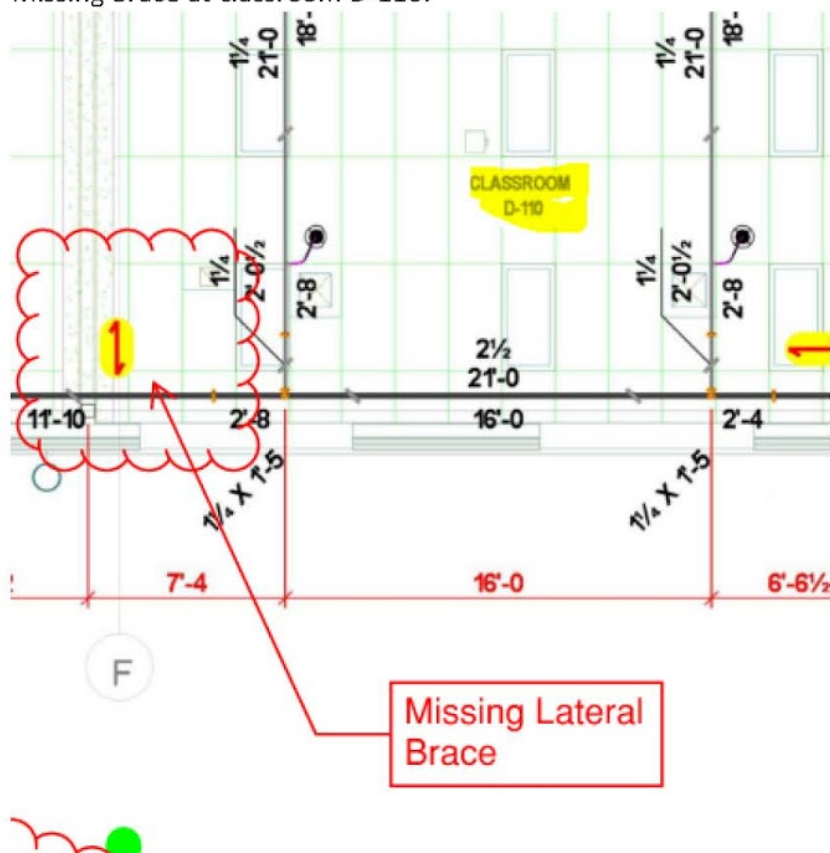 Missing Brace at Classroom D-110.
1¼
21'-0
18'-
1¼
21'-0
18'-
CLASSROOM
D-110
1¼
2'-0½
2'-8
1¼
2'-0½
2'-8
2½
21'-0
11'-10
2'-8
16'-0
2'-4
1¼ X 1'-5
1¼ X 1'-5
7'-4
16'-0
6'-6½
F
Missing Lateral
Brace